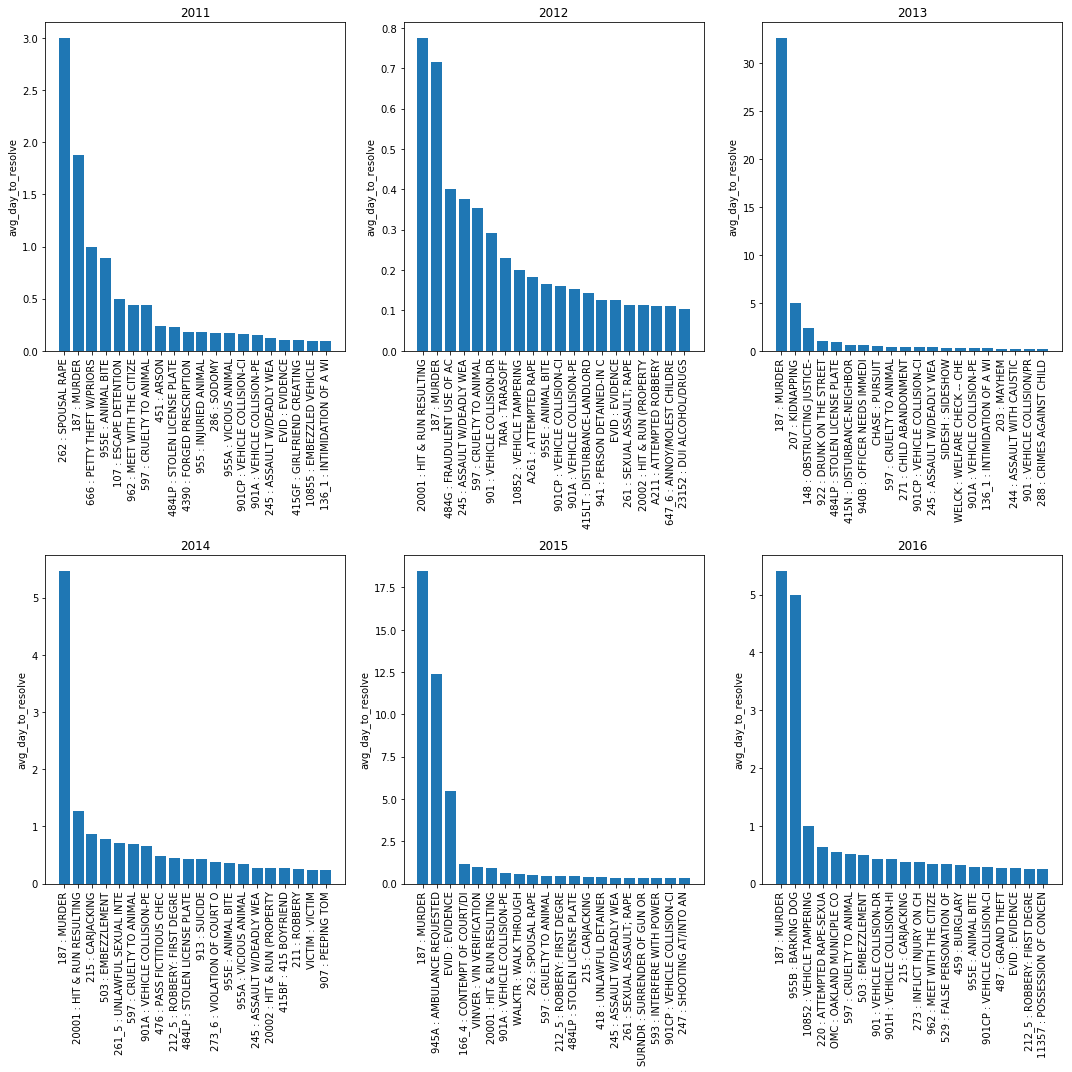 2011
avg_day_to_resolve
3.0
2.5
2.0
1.5
1.0
0.5
0.0
262 : SPOUSAL RAPE
187 : MURDER
666 : PETTY THEFT W/PRIORS
955E : ANIMAL BITE
107 : ESCAPE DETENTION
962 : MEET WITH THE CITIZE
597 : CRUELTY TO ANIMAL
451 : ARSON
484LP : STOLEN LICENSE PLATE
4390 : FORGED PRESCRIPTION
955 : INJURIED ANIMAL
286 : SODOMY
955A : VICIOUS ANIMAL
901CP : VEHICLE COLLISION-CI
901A : VEHICLE COLLISION-PE
245 : ASSAULT W/DEADLY WEA
EVID : EVIDENCE
415GF : GIRLFRIEND CREATING
10855 : EMBEZZLED VEHICLE
136_1 : INTIMIDATION OF A WI
2012
avg_day_to_resolve
0.8
0.7
0.6
0.5
0.4
0.3
0.2
0.1
0.0
20001 : HIT & RUN RESULTING
187 : MURDER
484G : FRAUDULENT USE OF AC
245 : ASSAULT W/DEADLY WEA
597 : CRUELTY TO ANIMAL
901 : VEHICLE COLLISION-DR
TARA : TARASOFF
10852 : VEHICLE TAMPERING
A261 : ATTEMPTED RAPE
955E : ANIMAL BITE
901CP : VEHICLE COLLISION-CI
901A : VEHICLE COLLISION-PE
415LT : DISTURBANCE-LANDLORD
941 : PERSON DETAINED-IN C
EVID : EVIDENCE
261 : SEXUAL ASSAULT: RAPE
20002 : HIT & RUN (PROPERTY
A211 : ATTEMPTED ROBBERY
647_6 : ANNOY/MOLEST CHILDRE
23152 : DUI ALCOHOL/DRUGS
2013
avg_day_to_resolve
30
25
20
15
10
5
0
187 : MURDER
207 : KIDNAPPING
148 : OBSTRUCTING JUSTICE-
922 : DRUNK ON THE STREET
484LP : STOLEN LICENSE PLATE
415N : DISTURBANCE-NEIGHBOR
940B : OFFICER NEEDS IMMEDI
CHASE : PURSUIT
597 : CRUELTY TO ANIMAL
271 : CHILD ABANDONMENT
901CP : VEHICLE COLLISION-CI
245 : ASSAULT W/DEADLY WEA
SIDESH : SIDESHOW
WELCK : WELFARE CHECK -- CHE
901A : VEHICLE COLLISION-PE
136_1 : INTIMIDATION OF A WI
203 : MAYHEM
244 : ASSAULT WITH CAUSTIC
901 : VEHICLE COLLISION/PR
288 : CRIMES AGAINST CHILD
2014
avg_day_to_resolve
5
4
3
2
1
0
187 : MURDER
20001 : HIT & RUN RESULTING
215 : CARJACKING
503 : EMBEZZLEMENT
261_5 : UNLAWFUL SEXUAL INTE
597 : CRUELTY TO ANIMAL
901A : VEHICLE COLLISION-PE
476 : PASS FICTITIOUS CHEC
212_5 : ROBBERY: FIRST DEGRE
484LP : STOLEN LICENSE PLATE
913 : SUICIDE
273_6 : VIOLATION OF COURT O
955E : ANIMAL BITE
955A : VICIOUS ANIMAL
245 : ASSAULT W/DEADLY WEA
20002 : HIT & RUN (PROPERTY
415BF : 415 BOYFRIEND
211 : ROBBERY
VICTIM : VICTIM
907 : PEEPING TOM
2015
avg_day_to_resolve
17.5
15.0
12.5
10.0
7.5
5.0
2.5
0.0
187 : MURDER
945A : AMBULANCE REQUESTED
EVID : EVIDENCE
166_4 : CONTEMPT OF COURT/DI
VINVER : VIN VERIFICATION
20001 : HIT & RUN RESULTING
901A : VEHICLE COLLISION-PE
WALKTR : WALK THROUGH
262 : SPOUSAL RAPE
597 : CRUELTY TO ANIMAL
212_5 : ROBBERY: FIRST DEGRE
484LP : STOLEN LICENSE PLATE
215 : CARJACKING
418 : UNLAWFUL DETAINER
245 : ASSAULT W/DEADLY WEA
261 : SEXUAL ASSAULT: RAPE
SURNDR : SURRENDER OF GUN OR
593 : INTERFERE WITH POWER
901CP : VEHICLE COLLISION-CI
247 : SHOOTING AT/INTO AN
2016
avg_day_to_resolve
5
4
3
2
1
0
187 : MURDER
955B : BARKING DOG
10852 : VEHICLE TAMPERING
220 : ATTEMPTED RAPE-SEXUA
OMC : OAKLAND MUNICIPLE CO
597 : CRUELTY TO ANIMAL
503 : EMBEZZLEMENT
901 : VEHICLE COLLISION-DR
901H : VEHICLE COLLISION-HI
215 : CARJACKING
273 : INFLICT INJURY ON CH
962 : MEET WITH THE CITIZE
529 : FALSE PERSONATION OF
459 : BURGLARY
955E : ANIMAL BITE
901CP : VEHICLE COLLISION-CI
487 : GRAND THEFT
EVID : EVIDENCE
212_5 : ROBBERY: FIRST DEGRE
11357 : POSSESSION OF CONCEN